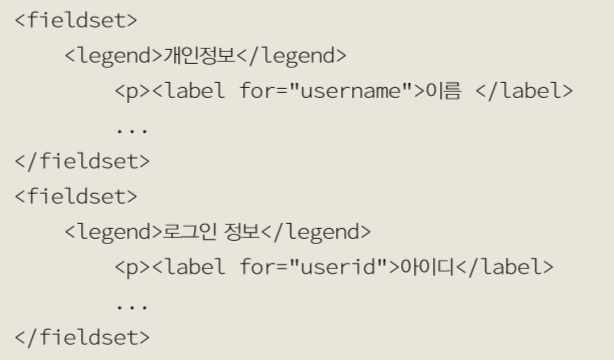 <fieldset>
    <legend>개인정보</legend>
        <p><label for="username">이름 </label>
        ...
</fieldset>
<fieldset>
    <legend>로그인 정보</legend>
        <p><label for="userid">아이디</label>
        ...
</fieldset>